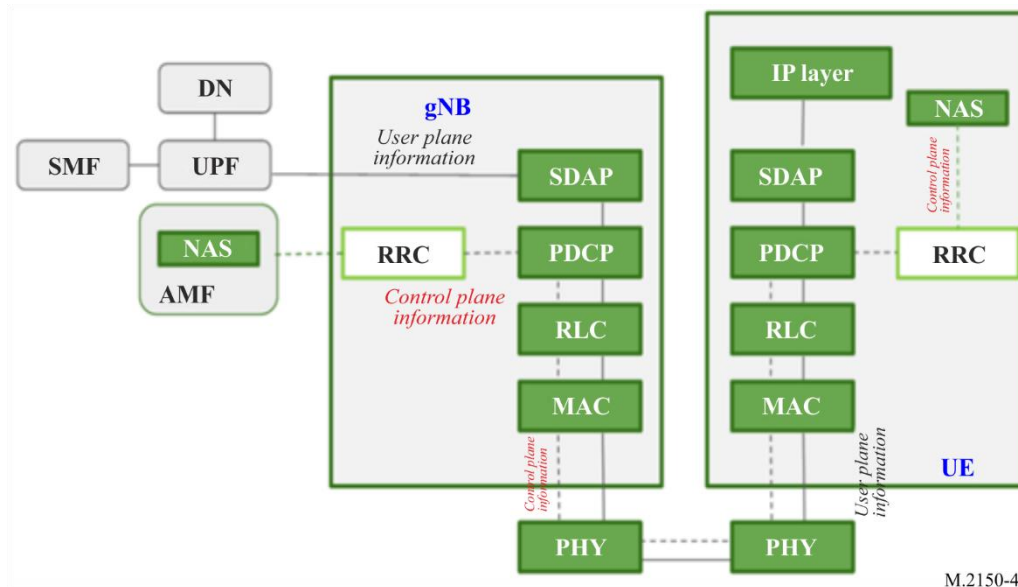 DN
SMF
UPF
NAS
AMF
gNB
User plane
information
SDAP
RRC
PDCP
Control plane
information
RLC
MAC
Control plane
information
PHY
IP layer
NAS
SDAP
Control plane
information
PDCP
RRC
RLC
MAC
User plane
information
UE
PHY
M.2150-4